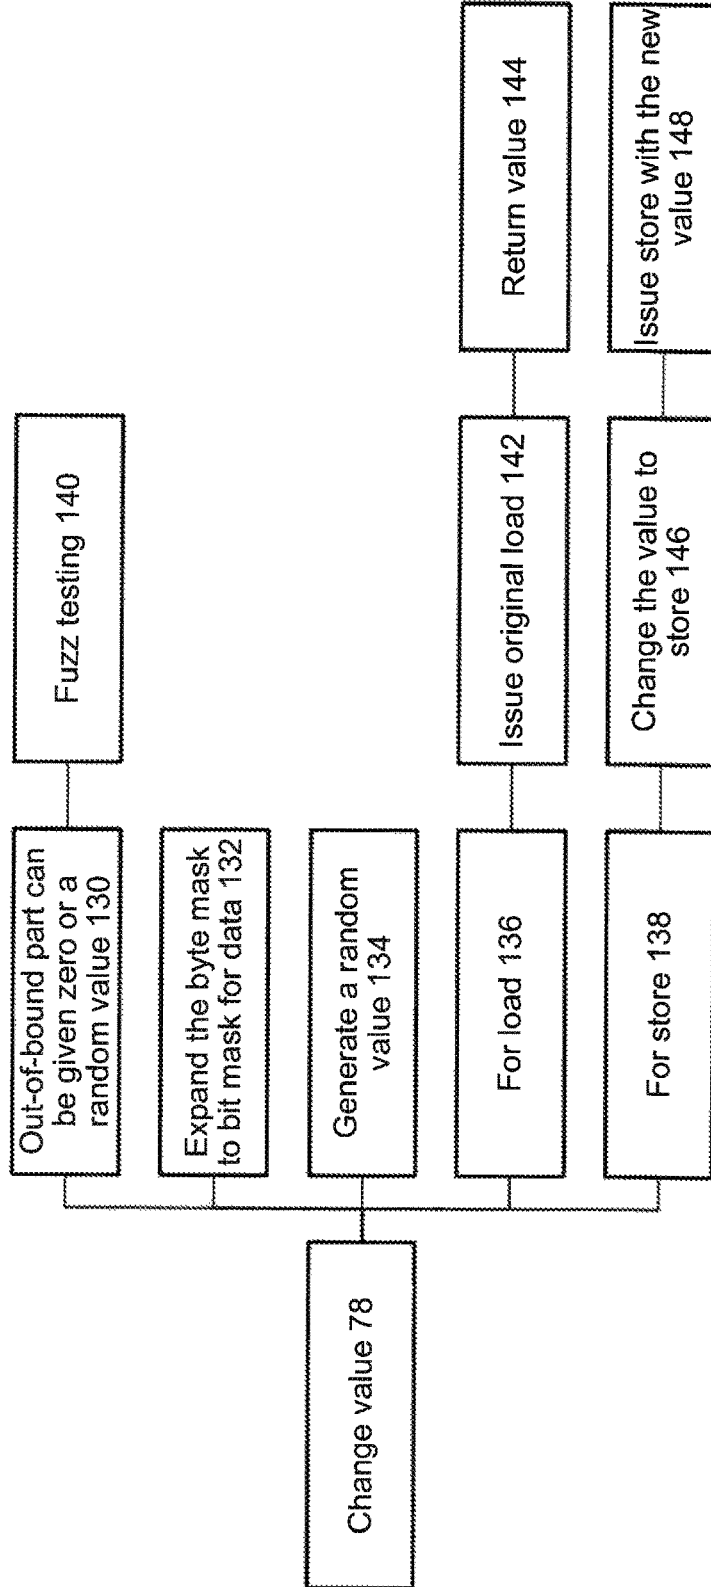 Change value 78
Out-of-bound part can
be given zero or a
random value 130
Fuzz testing 140
Expand the byte mask
to bit mask for data 132
Generate a random
value 134
For load 136
Issue original load 142
Return value 144
For store 138
Change the value to
store 146
Issue store with the new
value 148